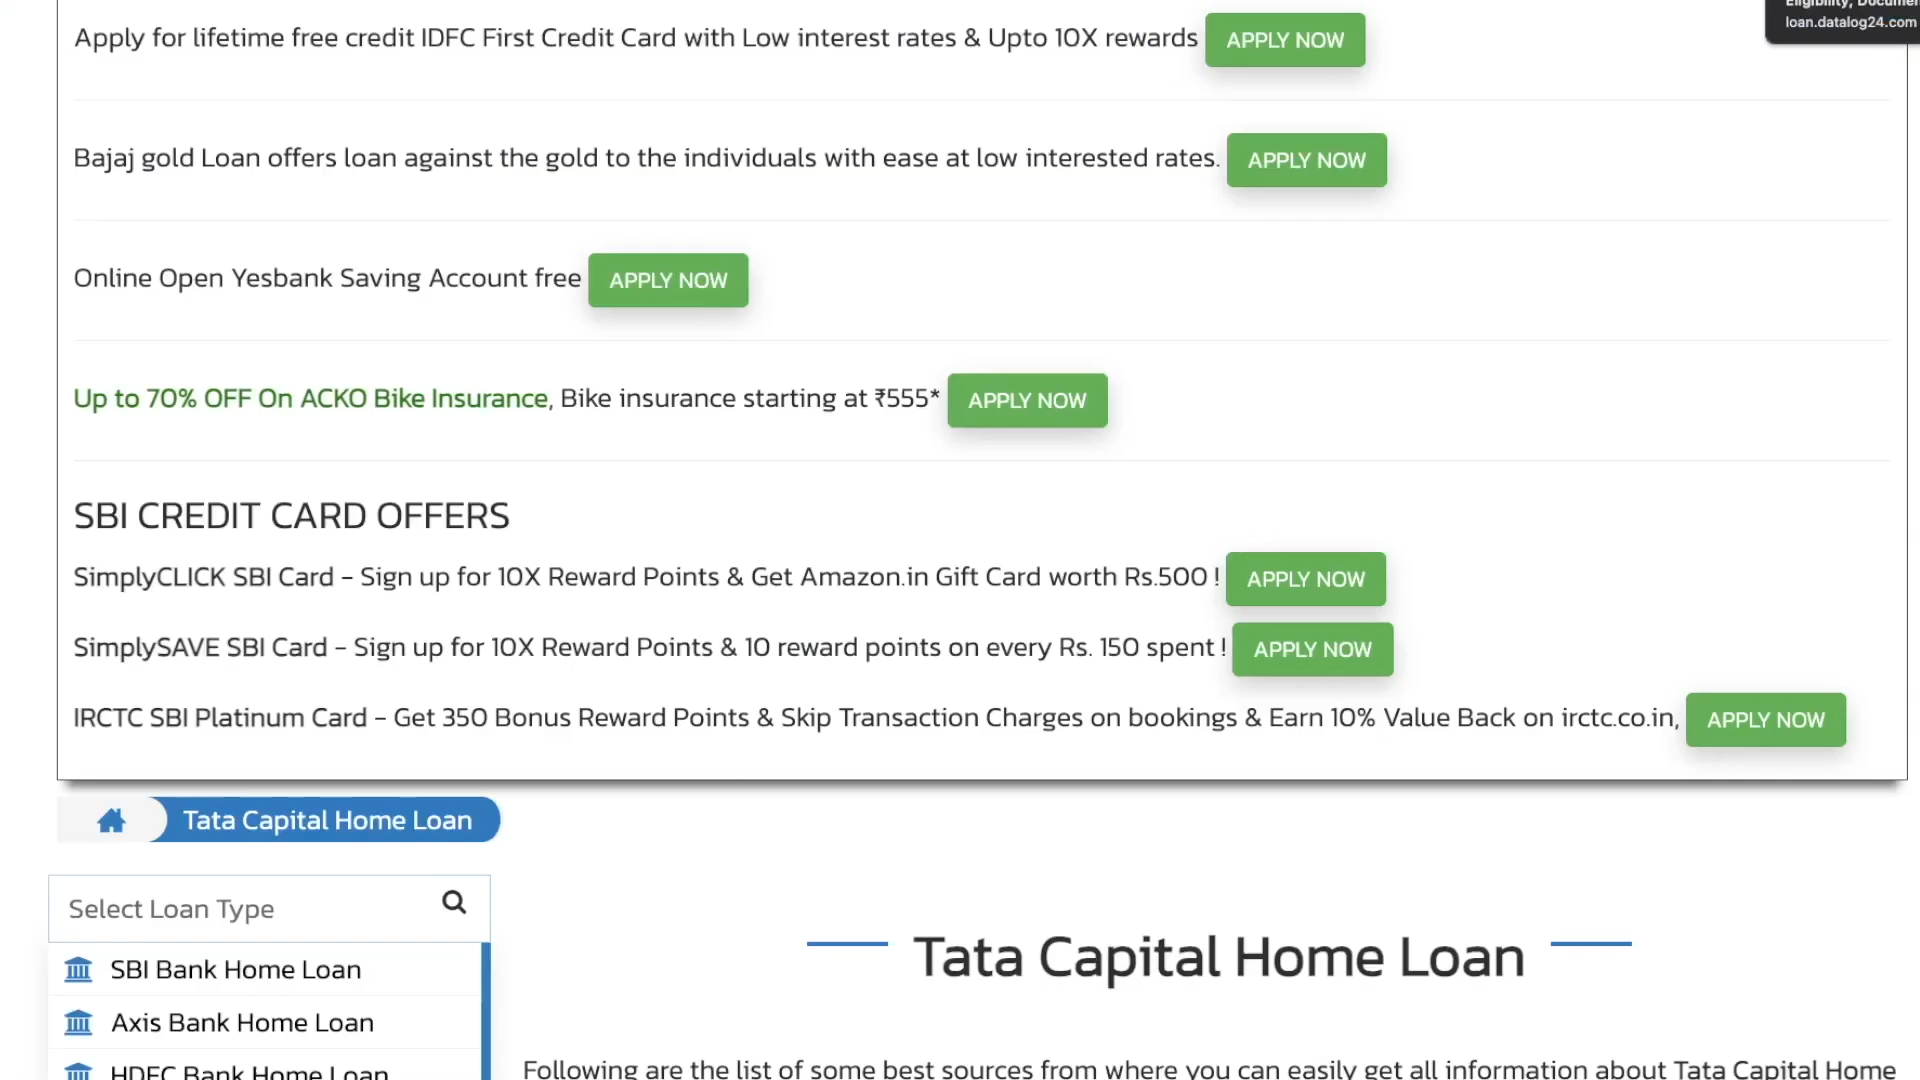 Eligibility, Documen
loan.datalog24.com
Apply for lifetime free credit IDFC First Credit Card with Low interest rates & Upto 10X rewards APPLY NOW
Bajaj gold Loan offers loan against the gold to the individuals with ease at low interested rates. APPLY NOW
Online Open Yesbank Saving Account free APPLY NOW
Up to 70% OFF On ACKO Bike Insurance, Bike insurance starting at ₹555* APPLY NOW
SBI CREDIT CARD OFFERS
SimplyCLICK SBI Card - Sign up for 10X Reward Points & Get Amazon.in Gift Card worth Rs.500 ! APPLY NOW
SimplySAVE SBI Card - Sign up for 10X Reward Points & 10 reward points on every Rs. 150 spent ! APPLY NOW
IRCTC SBI Platinum Card - Get 350 Bonus Reward Points & Skip Transaction Charges on bookings & Earn 10% Value Back on irctc.co.in, APPLY NOW
Tata Capital Home Loan
Select Loan Type
SBI Bank Home Loan
Axis Bank Home Loan
HDFC Bank Home Loan
Tata Capital Home Loan
Following are the list of some best sources from where you can easily get all information about Tata Capital Home